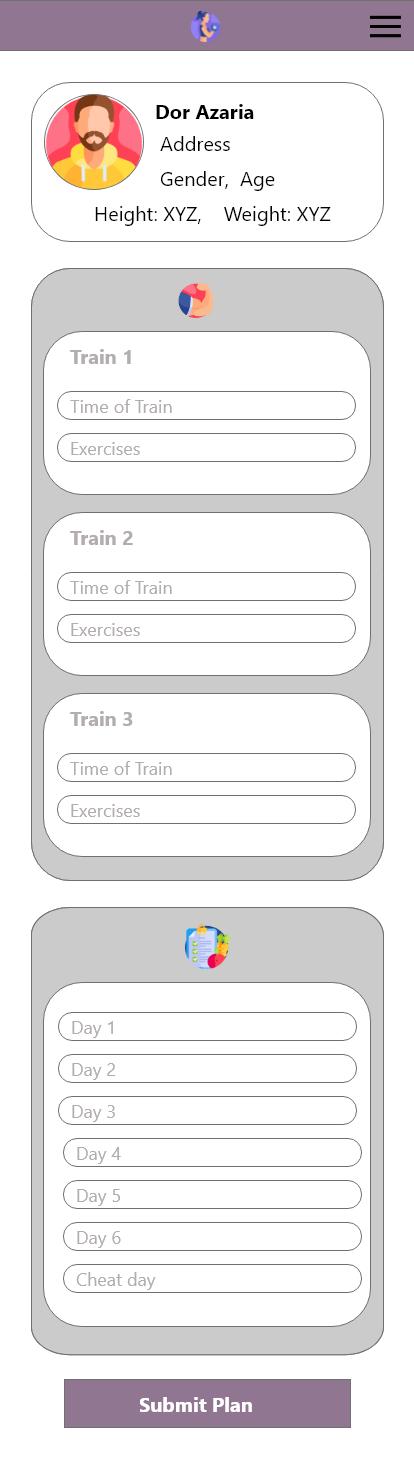 Dor Azaria
Address
Gender, Age
Height: XYZ, Weight: XYZ
Train 1
Time of Train
Exercises
Train 2
Time of Train
Exercises
Train 3
Time of Train
Exercises
Day 1
Day 2
Day 3
Day 4
Day 5
Day 6
Cheat day
Submit Plan